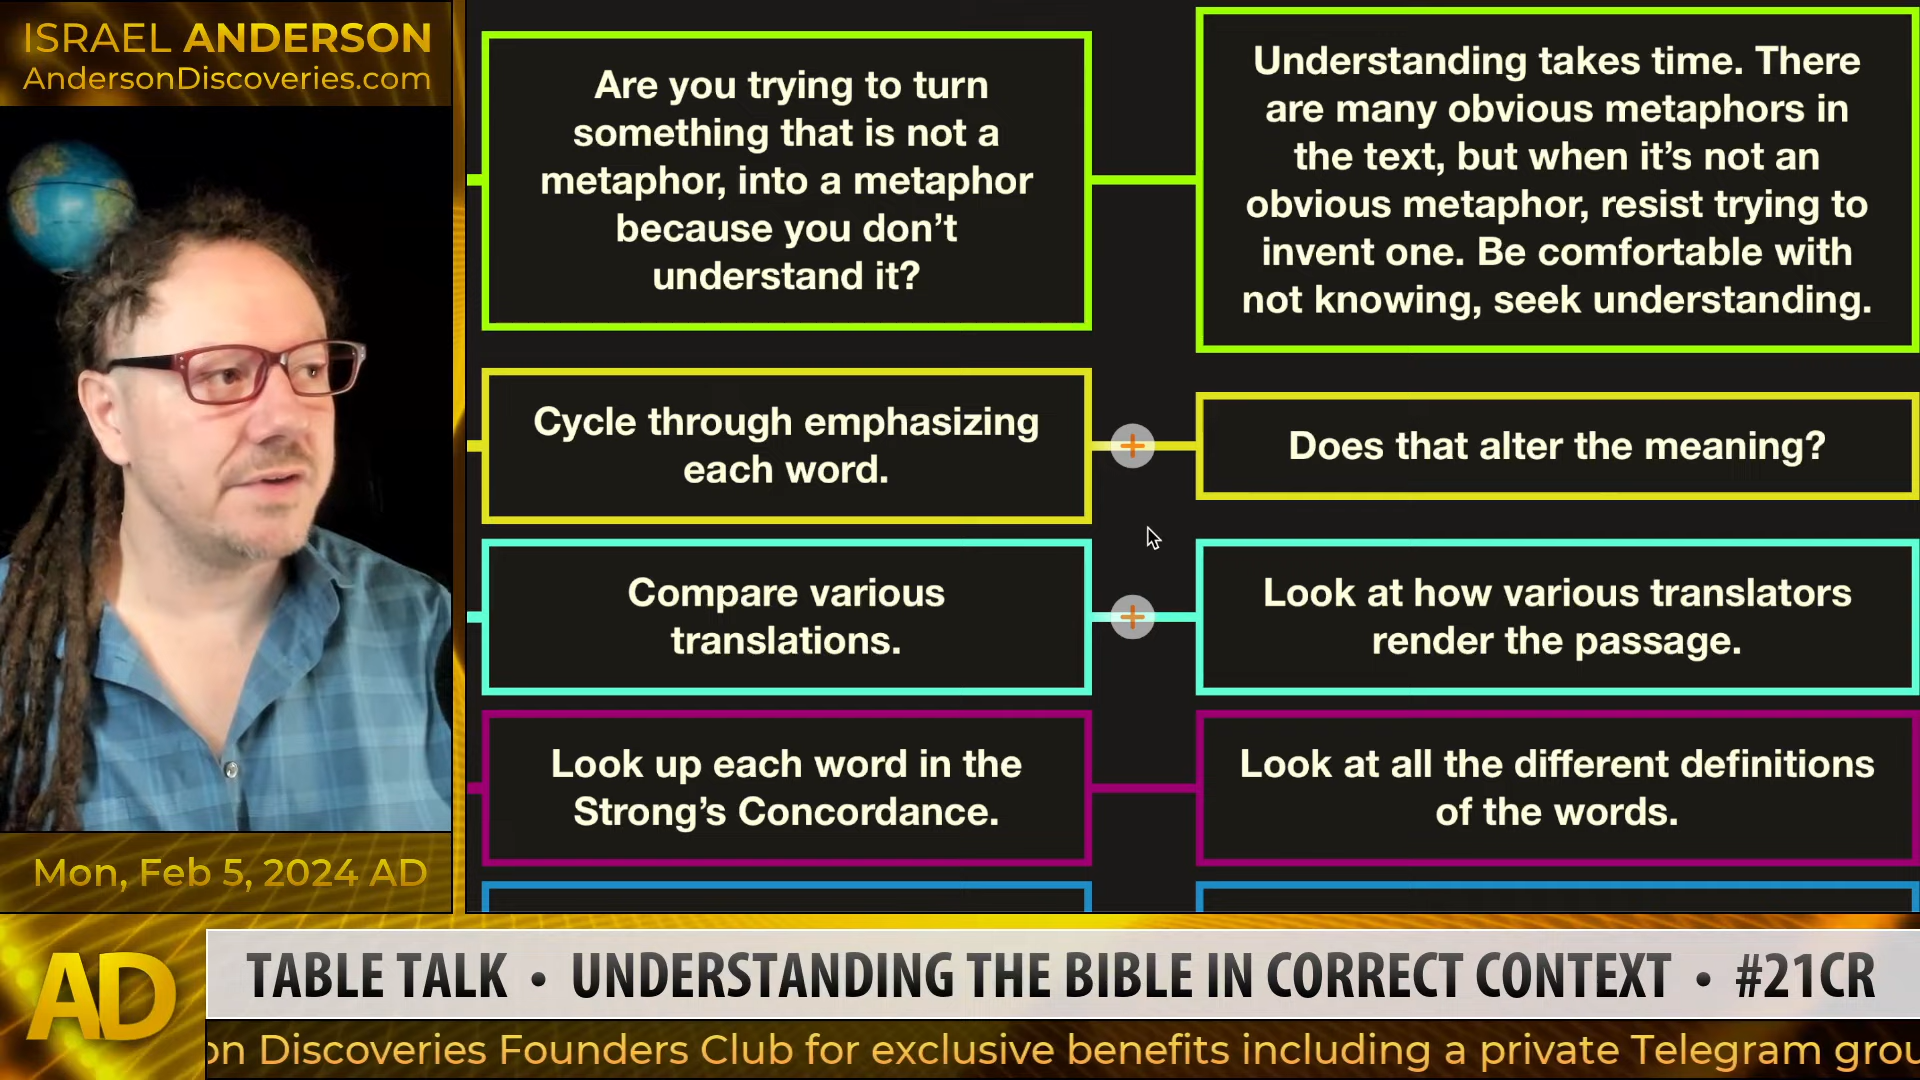 ISRAEL ANDERSON
AndersonDiscoveries.com
Are you trying to turn
something that is not a
metaphor, into a metaphor
because you don't
understand it?
Understanding takes time. There
are many obvious metaphors in
the text, but when it's not an
obvious metaphor, resist trying to
invent one. Be comfortable with
not knowing, seek understanding.
Cycle through emphasizing
each word.
Does that alter the meaning?
Compare various
translations.
Look at how various translators
render the passage.
Look up each word in the
Strong's Concordance.
Look at all the different definitions
of the words.
Mon, Feb 5, 2024 AD
AD
TABLE TALK • UNDERSTANDING THE BIBLE IN CORRECT CONTEXT • #21CR
on Discoveries Founders Club for exclusive benefits including a private Telegram grou